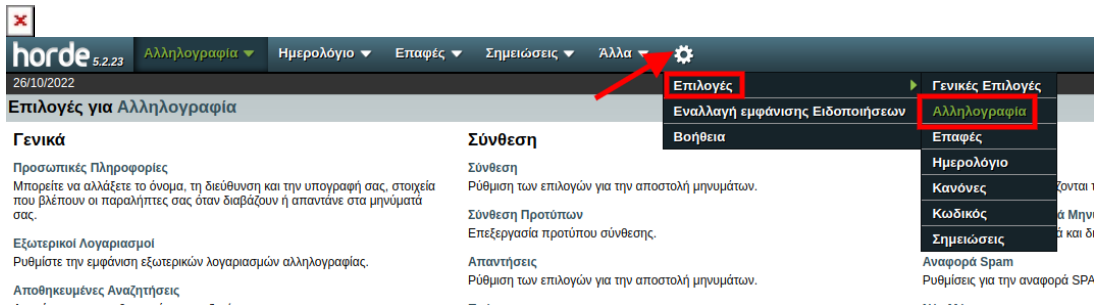 horde 5.2.23 Αλληλογραφία Ημερολόγιο Επαφές Σημειώσεις Άλλα
26/10/2022
Επιλογές για Αλληλογραφία
Επιλογές
Εναλλαγή εμφάνισης Ειδοποιήσεων
Βοήθεια
Γενικές Επιλογές
Αλληλογραφία
Επαφές
Ημερολόγιο
Κανόνες
Κωδικός
Σημειώσεις
Γενικά
Προσωπικές Πληροφορίες
Μπορείτε να αλλάξετε το όνομα, τη διεύθυνση και την υπογραφή σας, στοιχεία
που βλέπουν οι παραλήπτες σας όταν διαβάζουν ή απαντάνε στα μηνύματά
σας.
Εξωτερικοί Λογαριασμοί
Ρυθμίστε την εμφάνιση εξωτερικών λογαριασμών αλληλογραφίας.
Αποθηκευμένες Αναζητήσεις
Σύνθεση
Σύνθεση
Ρύθμιση των επιλογών για την αποστολή μηνυμάτων.
Σύνθεση Προτύπων
Επεξεργασία προτύπου σύνθεσης.
Απαντήσεις
Ρύθμιση των επιλογών για την αποστολή μηνυμάτων.
Αναφορά Spam
Ρυθμίσεις για την αναφορά SPA